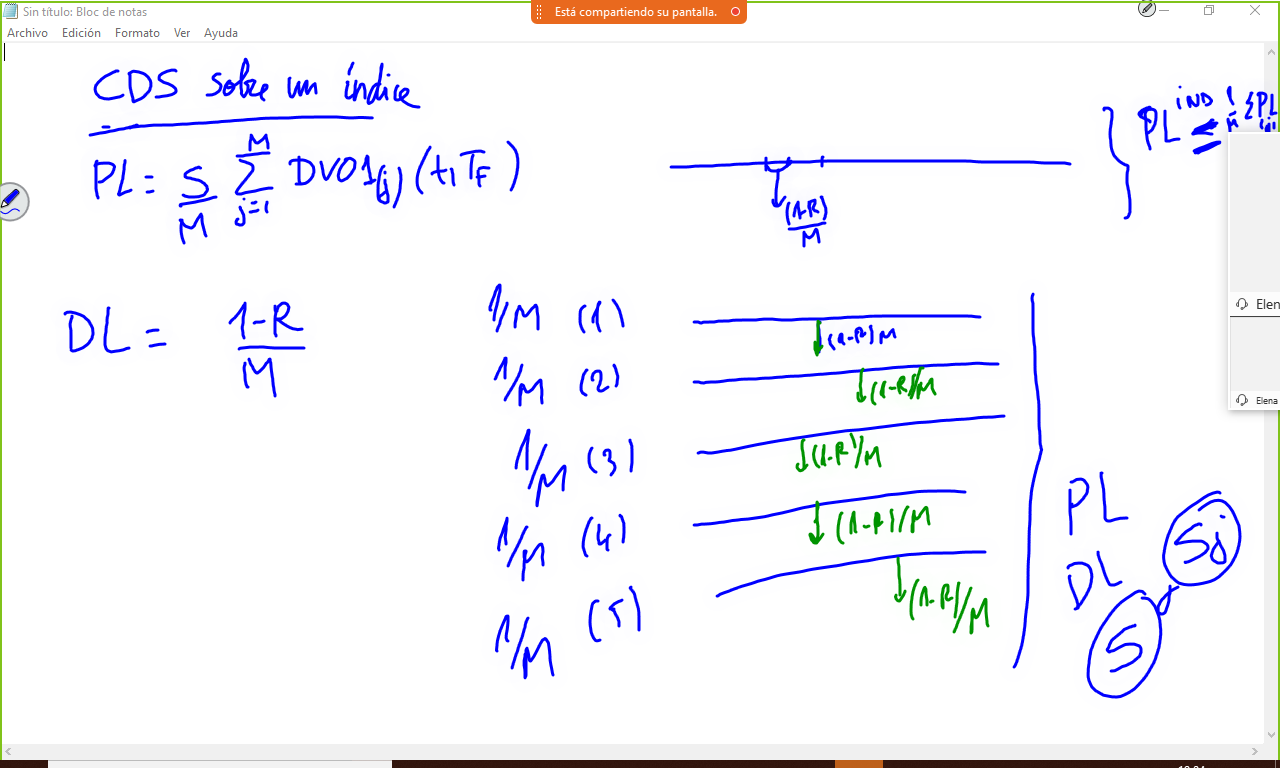 Sin título: Bloc de notas
Está compartiendo su pantalla.
Archivo Edición Formato Ver Ayuda
CDS sobre un índice
PL = S/M ∑ M j=1 DV01(j) (t, TF)
(1-R)/M
PL IND ≤ 1/M
DL = 1-R/M
1/M (1) (1-R)/M
1/M (2) (1-R)/M
1/M (3) (1-R)/M
1/M (4) (1-R)/M
1/M (5) (1-R)/M
PL
DL
Sj
S
Elen
Elena